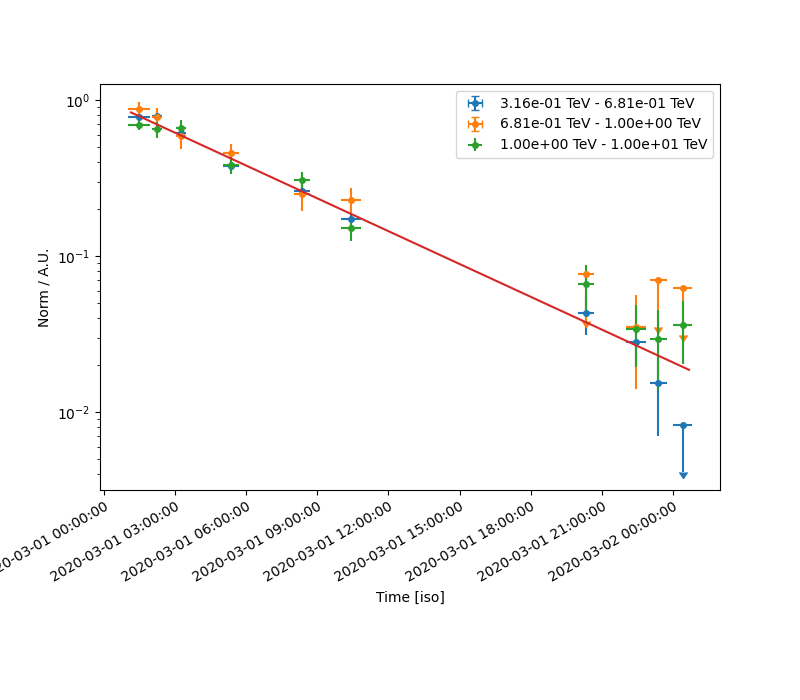 3.16e-01 TeV - 6.81e-01 TeV
6.81e-01 TeV - 1.00e+00 TeV
1.00e+00 TeV - 1.00e+01 TeV
Norm / A.U.
10⁰
10⁻¹
10⁻²
20-03-01 00:00:00
2020-03-01 03:00:00
2020-03-01 06:00:00
2020-03-01 09:00:00
2020-03-01 12:00:00
2020-03-01 15:00:00
2020-03-01 18:00:00
2020-03-01 21:00:00
2020-03-02 00:00:00
Time [iso]